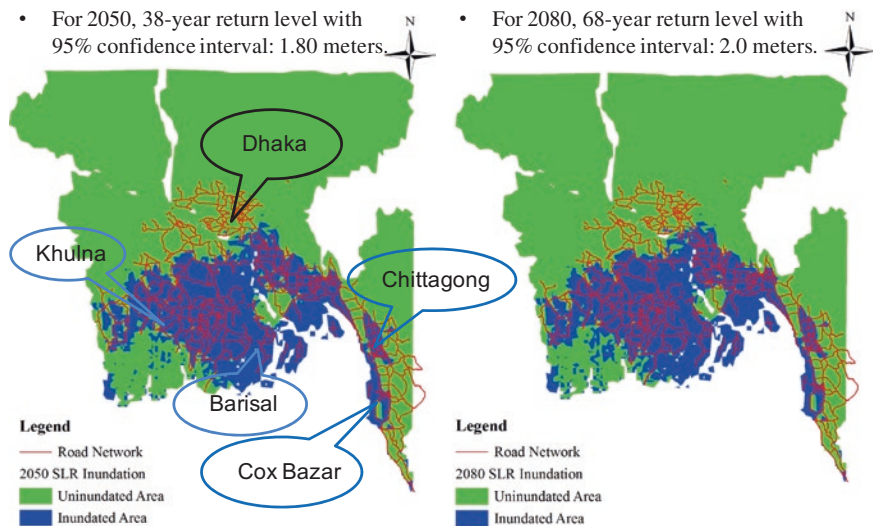 • For 2050, 38-year return level with
95% confidence interval: 1.80 meters.
N
Dhaka
Khulna
Chittagong
Barisal
Cox Bazar
Legend
Road Network
2050 SLR Inundation
Uninundated Area
Inundated Area
• For 2080, 68-year return level with
95% confidence interval: 2.0 meters.
N
Legend
Road Network
2080 SLR Inundation
Uninundated Area
Inundated Area